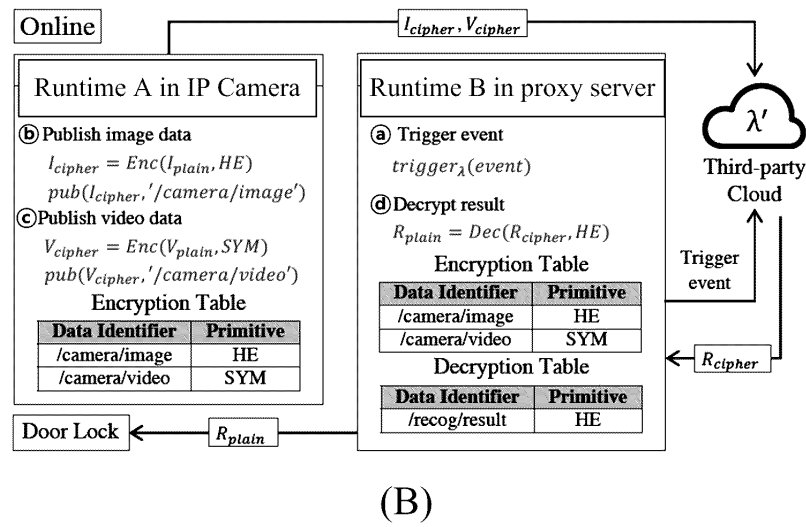 Online
I_cipher, V_cipher
Runtime A in IP Camera
ⓑ Publish image data
I_cipher = Enc(I_plain, HE)
pub(I_cipher, '/camera/image')
ⓒ Publish video data
V_cipher = Enc(V_plain, SYM)
pub(V_cipher, '/camera/video')
Encryption Table
Data Identifier Primitive
/camera/image HE
/camera/video SYM
Runtime B in proxy server
ⓐ Trigger event
trigger_λ(event)
ⓓ Decrypt result
R_plain = Dec(R_cipher, HE)
Encryption Table
Data Identifier Primitive
/camera/image HE
/camera/video SYM
Decryption Table
Data Identifier Primitive
/recog/result HE
λ′
Third-party
Cloud
Trigger
event
R_cipher
Door Lock
R_plain
(B)